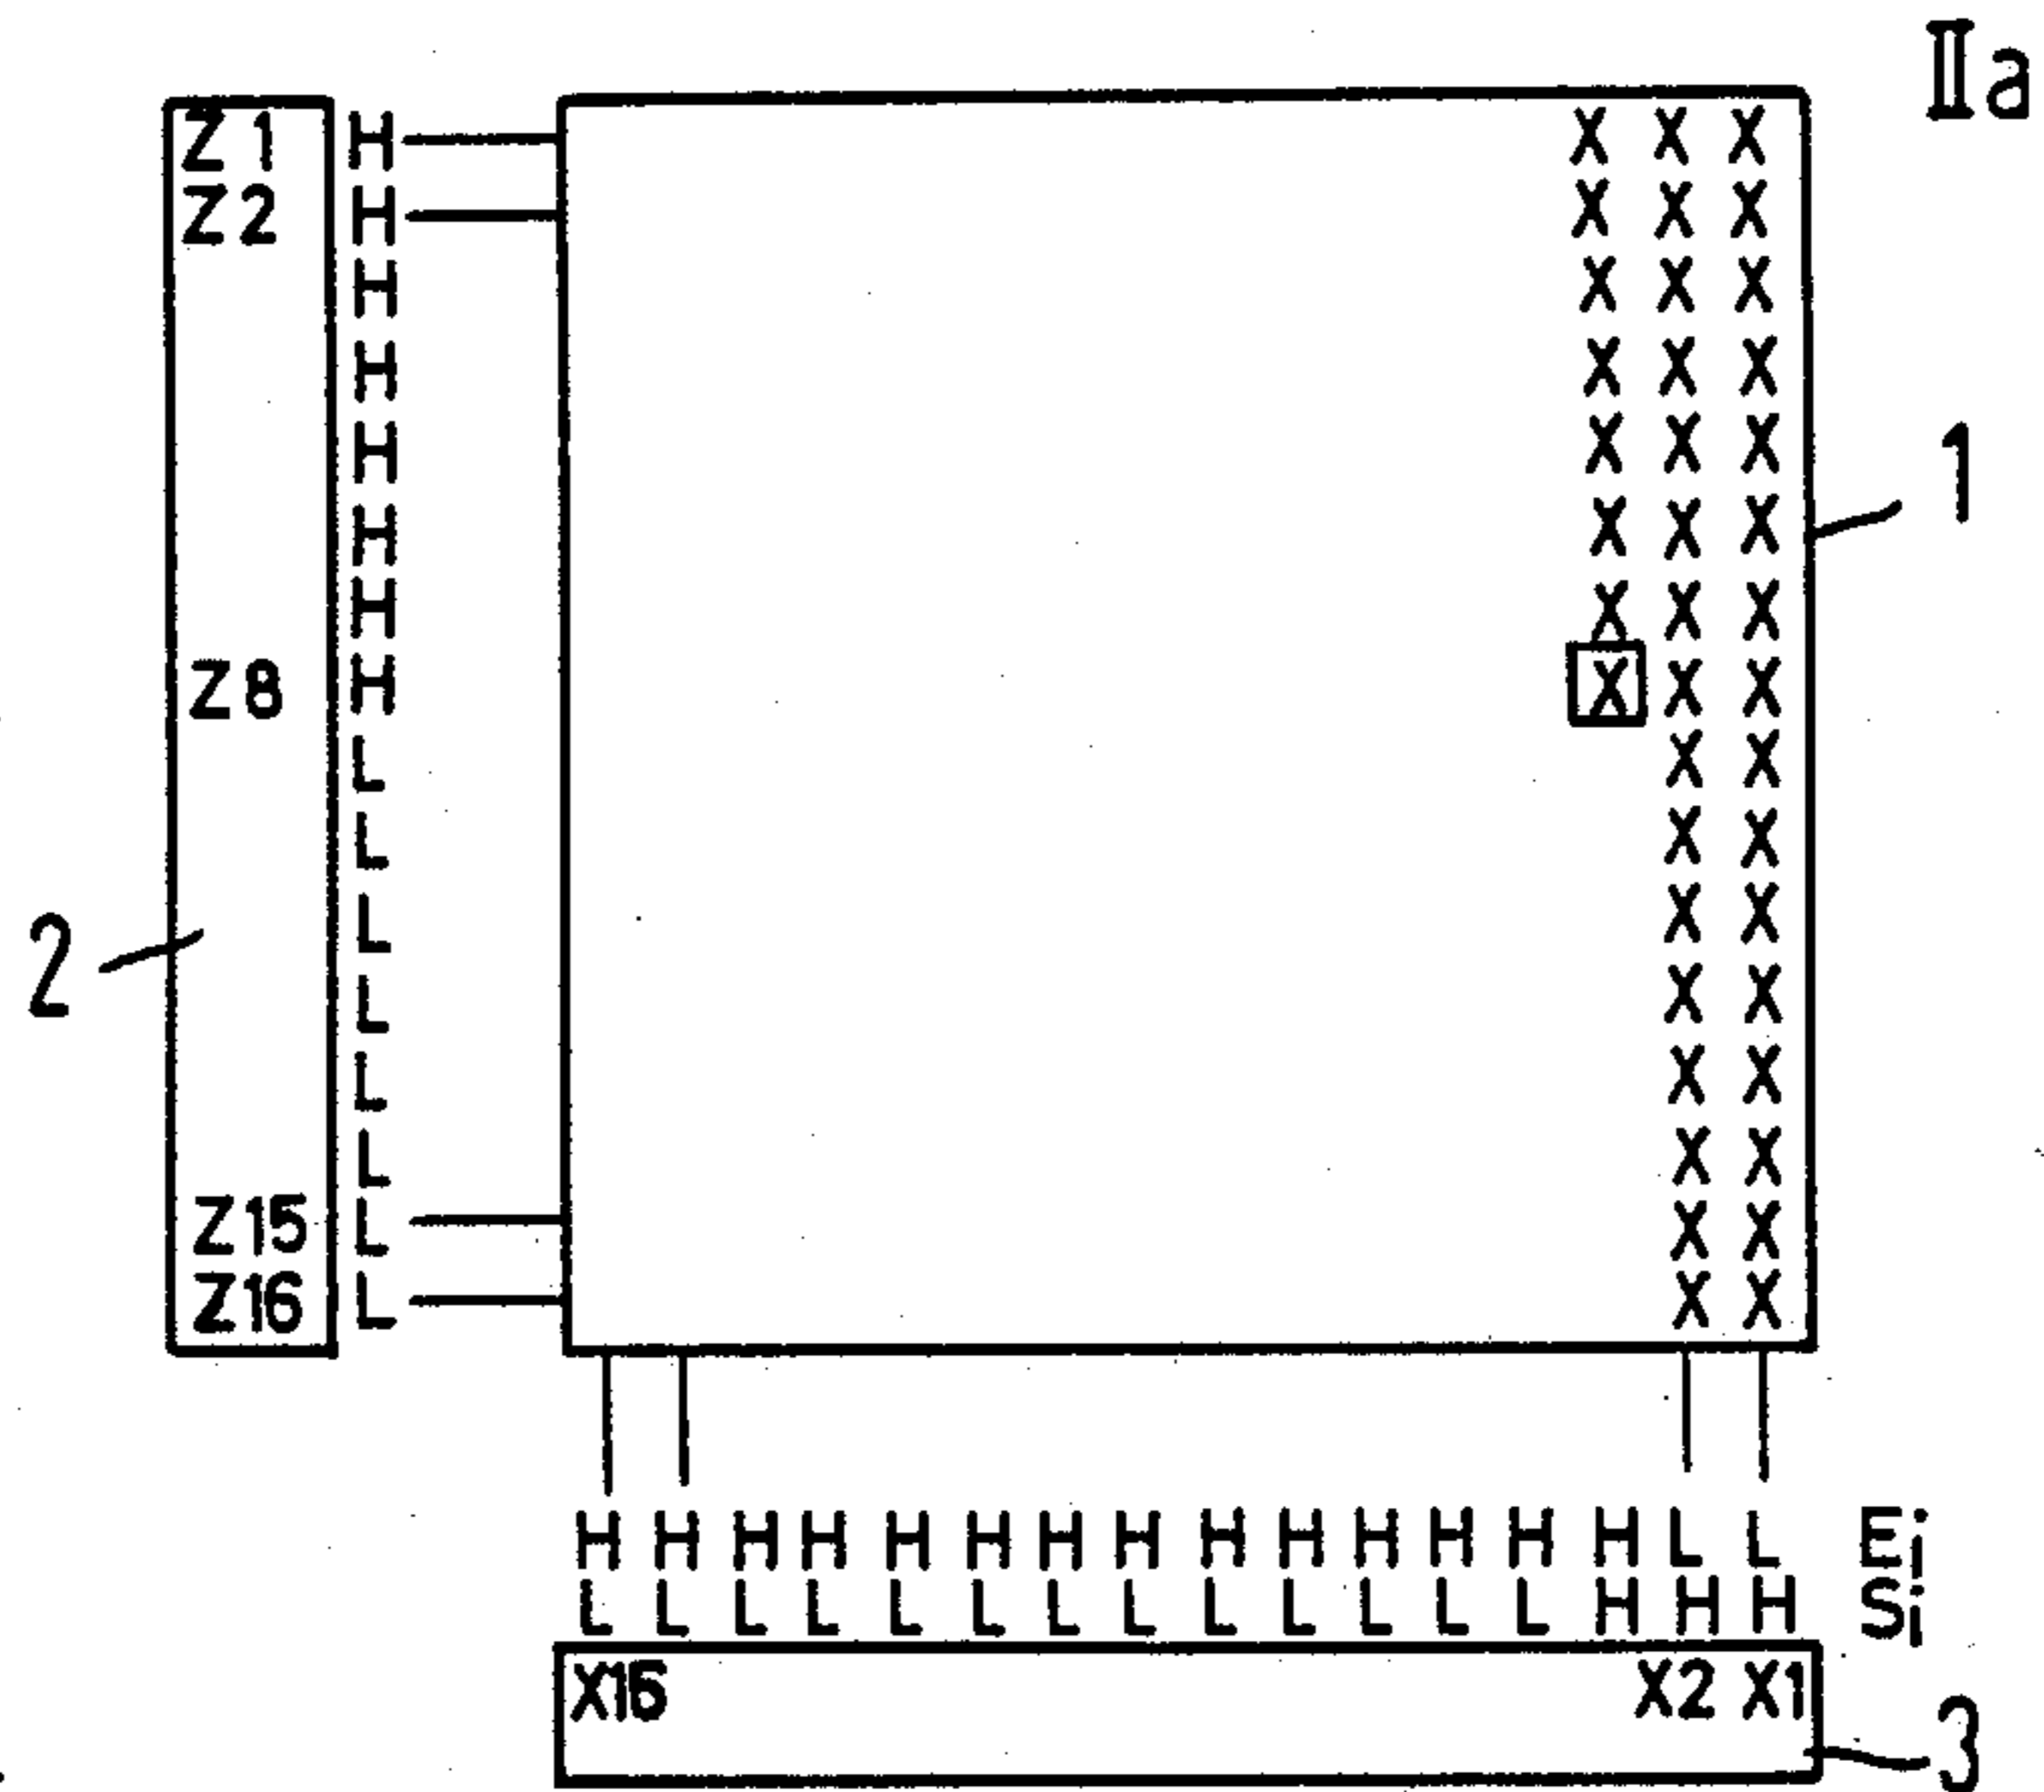 IIa
Z1 H X X X
Z2 H X X X
H X X X
H X X X
H X X X
1
H X X X
H X X X
Z8 H X X X
L X X
L X X
L X X
2
L X X
L X X
L X X
Z15 L X X
Z16 L X X
H H H H H H H H H H H H H H L L Ei
L L L L L L L L L L L L L H H H Si
X16 X2 X1
3